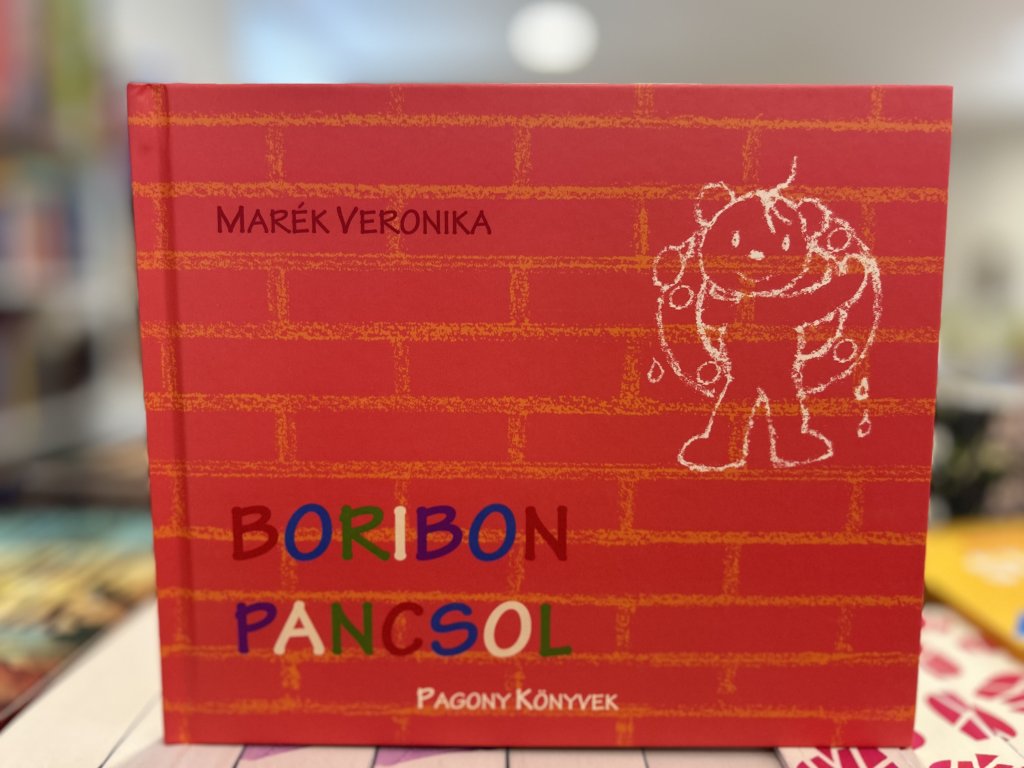 MARÉK VERONIKA
BORIBON
PANCSOL
PAGONY KÖNYVEK